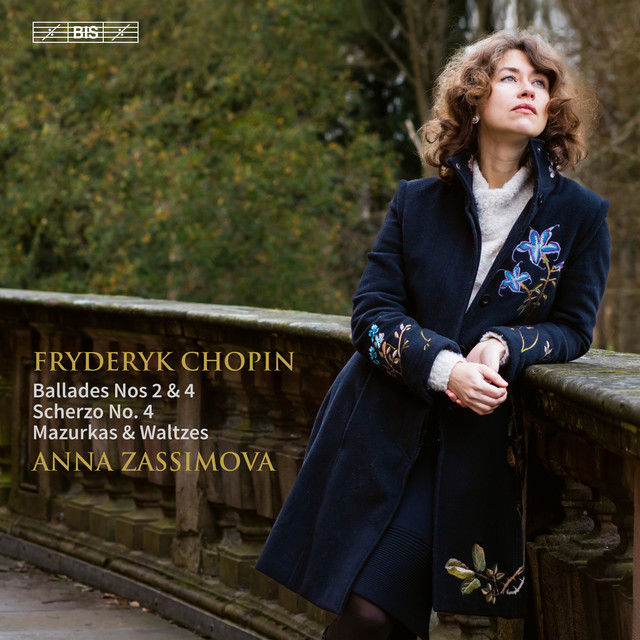 BIS
FRYDERYK CHOPIN
Ballades Nos 2 & 4
Scherzo No. 4
Mazurkas & Waltzes
ANNA ZASSIMOVA